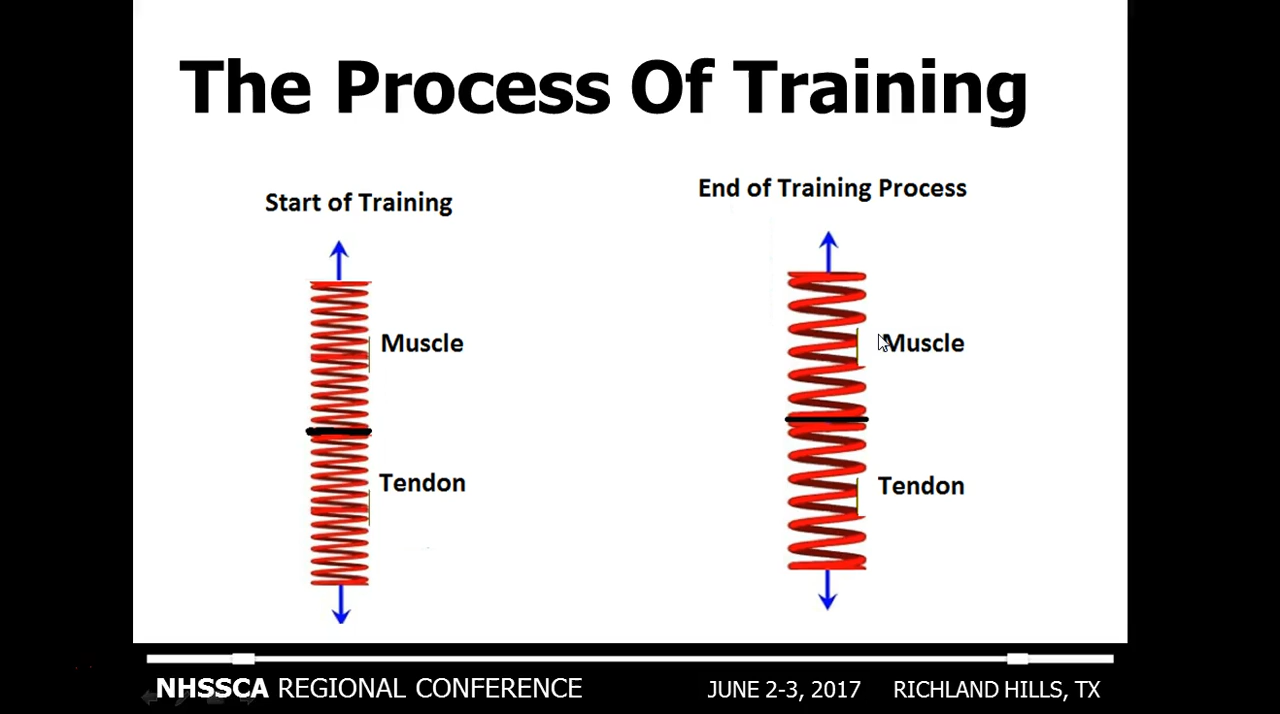 The Process Of Training
Start of Training
End of Training Process
Muscle
Muscle
Tendon
Tendon
NHSSCA REGIONAL CONFERENCE
JUNE 2-3, 2017
RICHLAND HILLS, TX